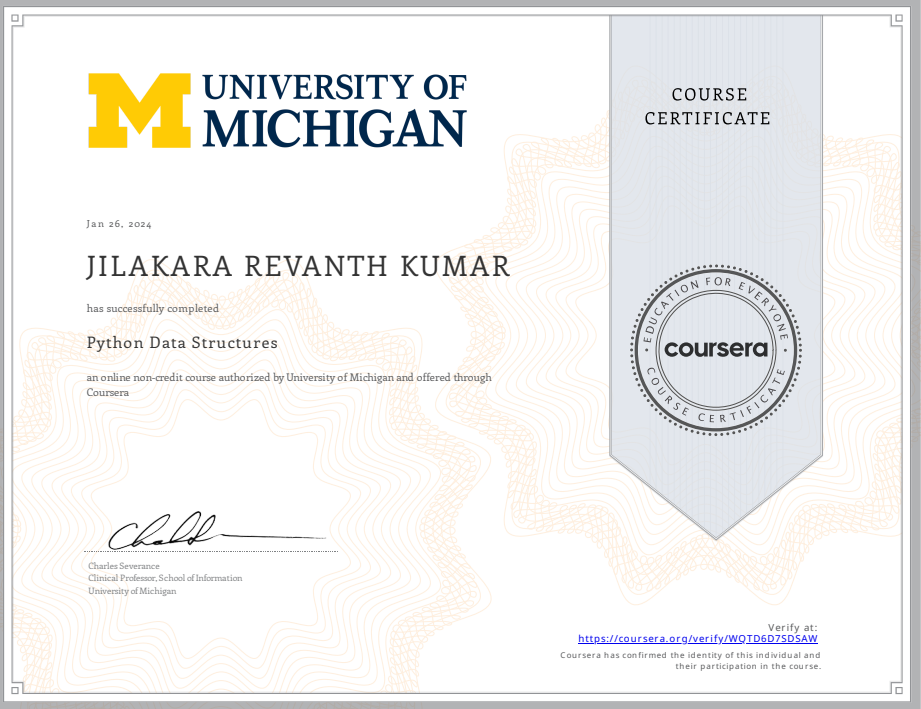 UNIVERSITY OF
MICHIGAN
COURSE
CERTIFICATE
Jan 26, 2024
JILAKARA REVANTH KUMAR
has successfully completed
Python Data Structures
an online non-credit course authorized by University of Michigan and offered through
Coursera
EDUCATION FOR EVERYONE
coursera
COURSE CERTIFICATE
Charles Severance
Clinical Professor, School of Information
University of Michigan
Verify at:
https://coursera.org/verify/WQTD6D7SDSAW
Coursera has confirmed the identity of this individual and
their participation in the course.